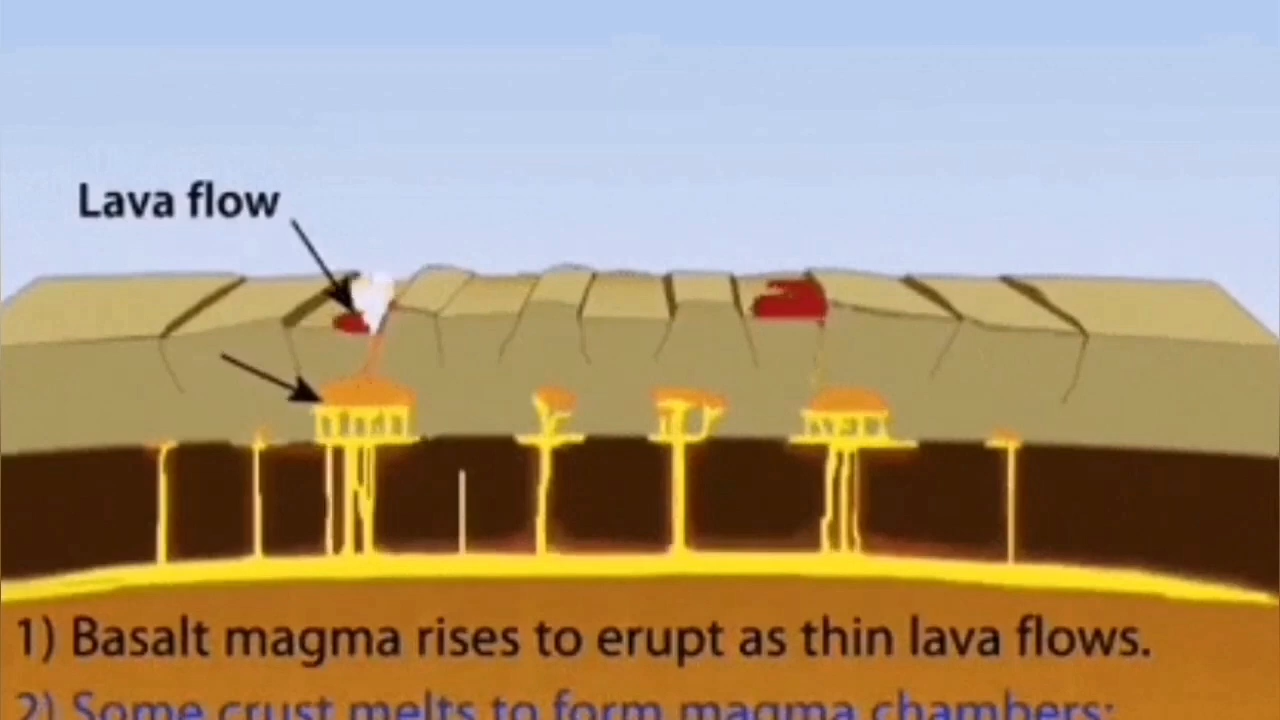 Lava flow
1) Basalt magma rises to erupt as thin lava flows.
2) Some crust melts to form magma chambers;